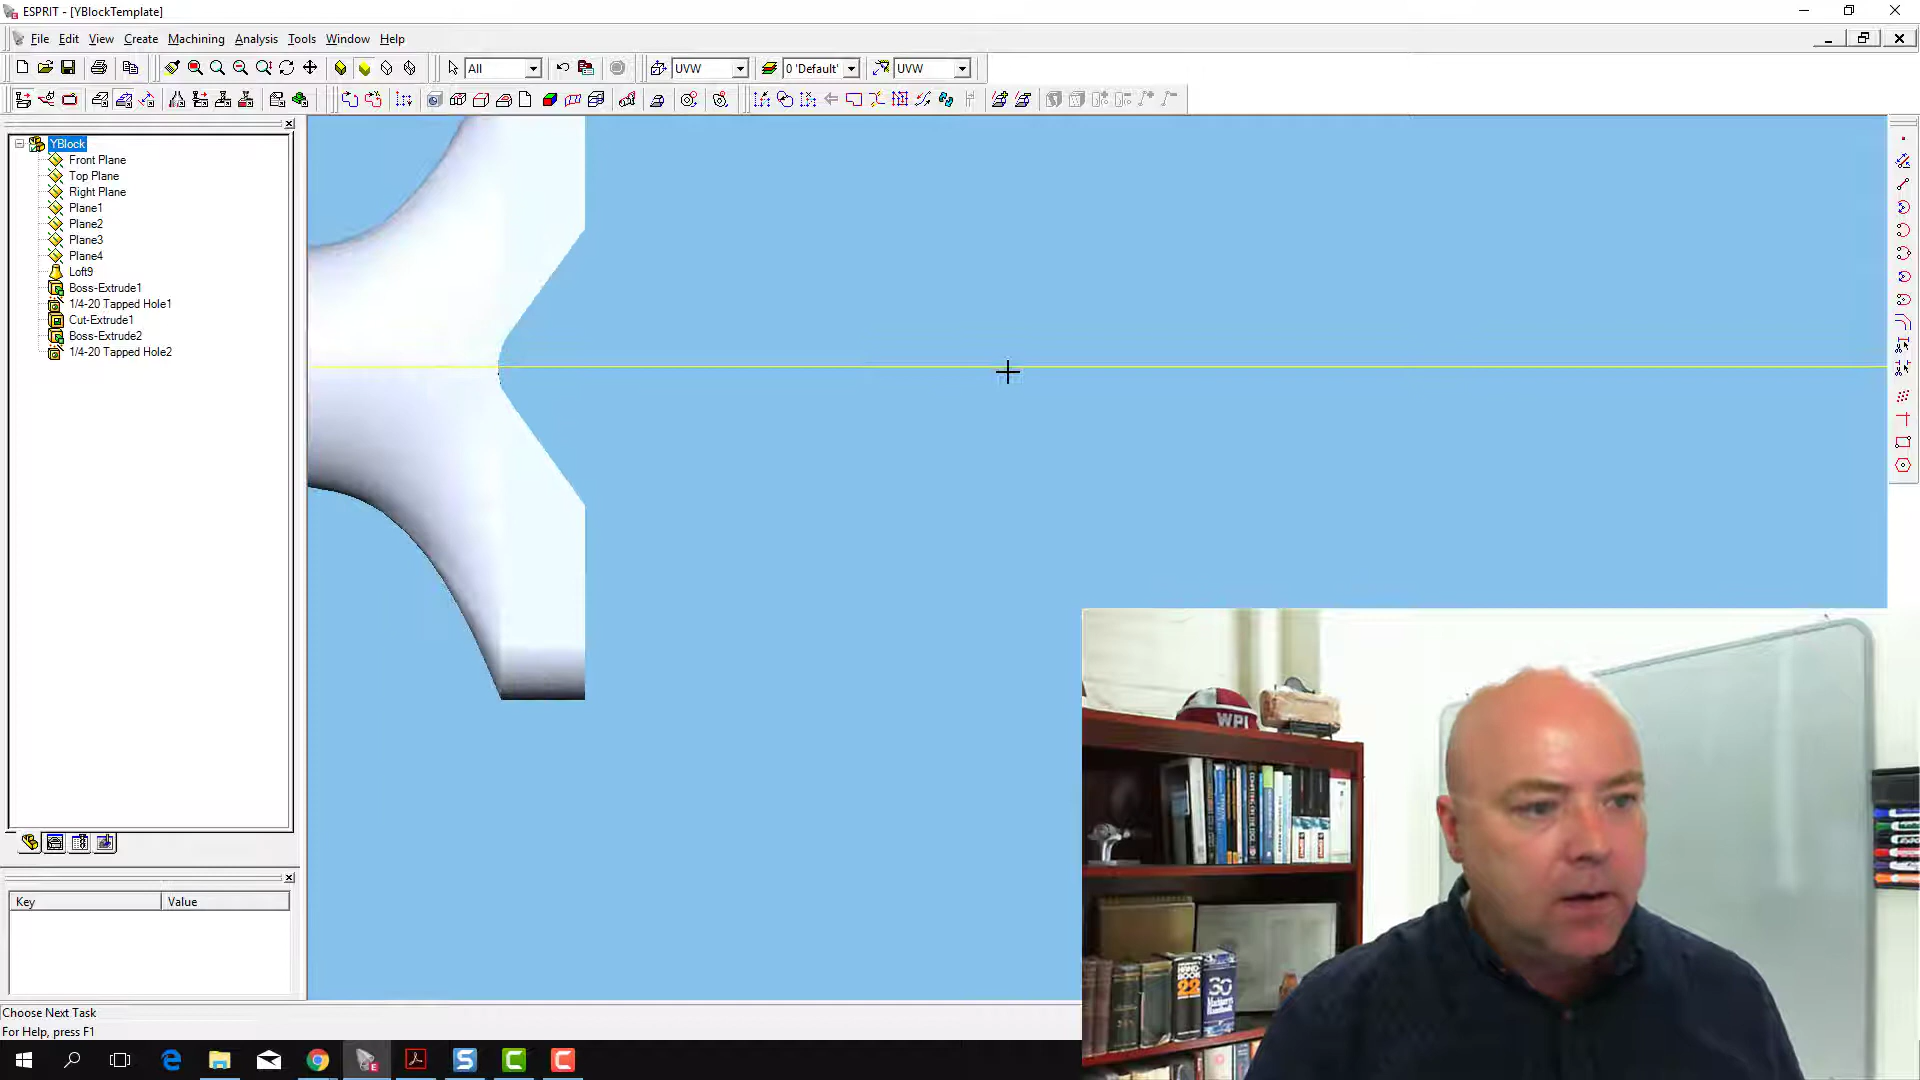 ESPRIT - [YBlockTemplate]
File Edit View Create Machining Analysis Tools Window Help
All UVW 0 'Default' UVW
YBlock
Front Plane
Top Plane
Right Plane
Plane1
Plane2
Plane3
Plane4
Loft9
Boss-Extrude1
1/4-20 Tapped Hole1
Cut-Extrude1
Boss-Extrude2
1/4-20 Tapped Hole2
Key Value
Choose Next Task
For Help, press F1
WPI
22